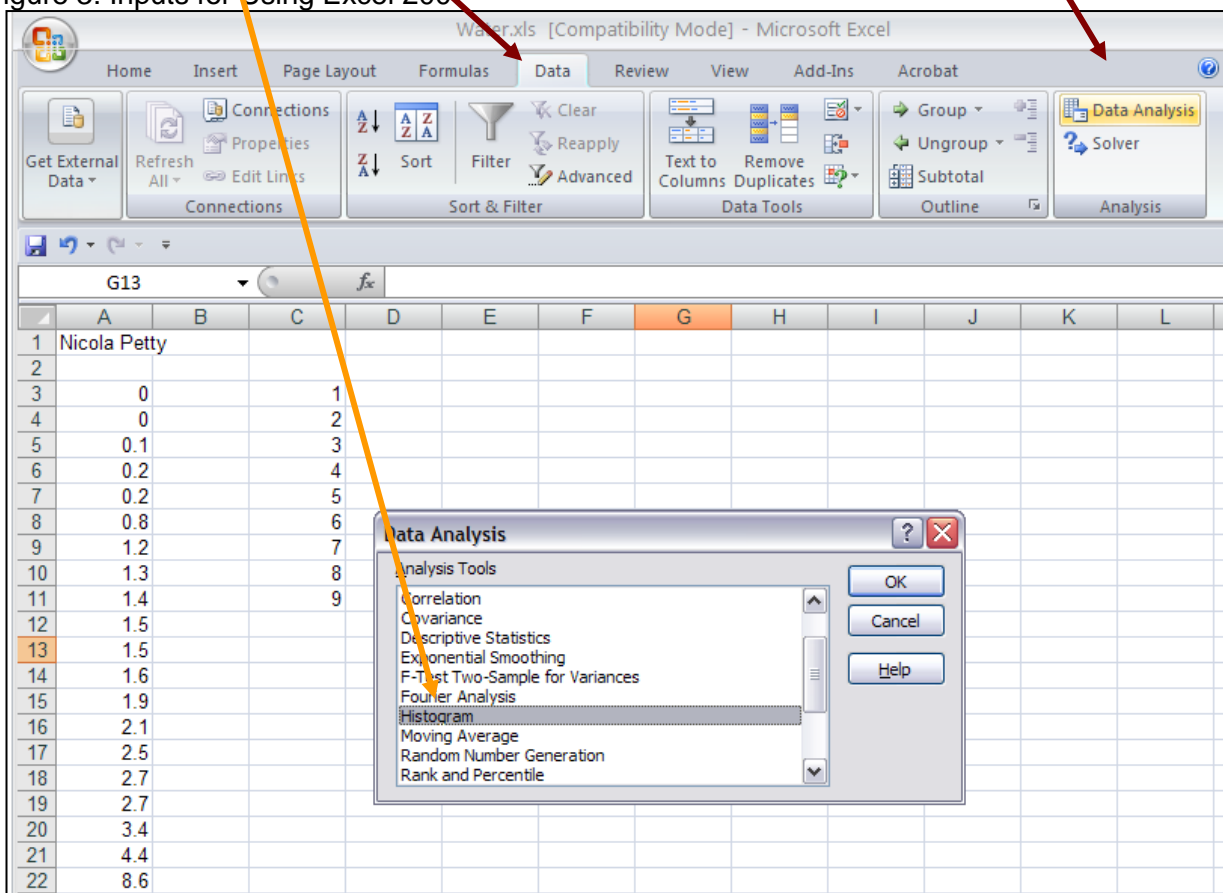 Inputs for Using Excel
Water.xls [Compatibility Mode] - Microsoft Excel
Home Insert Page Layout Formulas Data Review View Add-Ins Acrobat
Get External Data
Refresh All
Connections
Properties
Edit Links
Connections
Sort
Filter
Clear
Reapply
Advanced
Sort & Filter
Text to Columns
Remove Duplicates
Data Tools
Group
Ungroup
Subtotal
Outline
Data Analysis
Solver
Analysis
G13 fx
A B C D E F G H I J K L
1 Nicola Petty
2
3 0 1
4 0 2
5 0.1 3
6 0.2 4
7 0.2 5
8 0.8 6
9 1.2 7
10 1.3 8
11 1.4 9
12 1.5
13 1.5
14 1.6
15 1.9
16 2.1
17 2.5
18 2.7
19 2.7
20 3.4
21 4.4
22 8.6
Data Analysis
Analysis Tools
Correlation
Covariance
Descriptive Statistics
Exponential Smoothing
F-Test Two-Sample for Variances
Fourier Analysis
Histogram
Moving Average
Random Number Generation
Rank and Percentile
OK
Cancel
Help